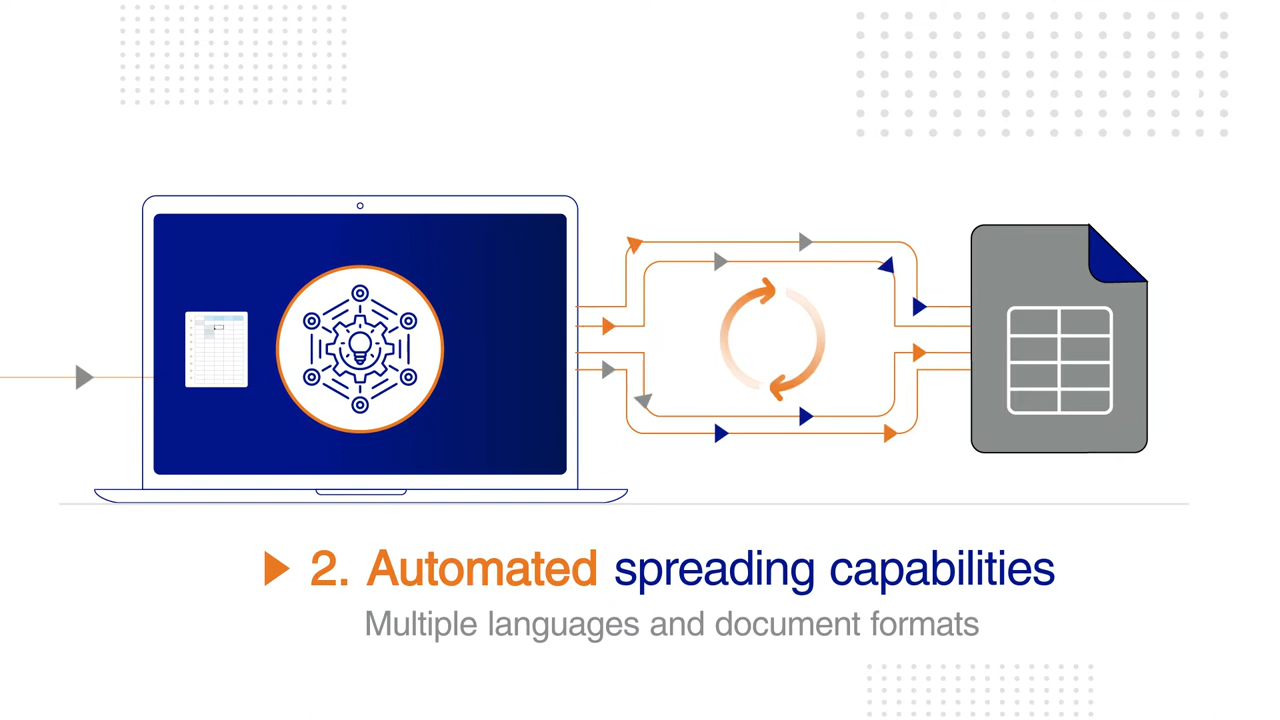 2. Automated spreading capabilities
Multiple languages and document formats